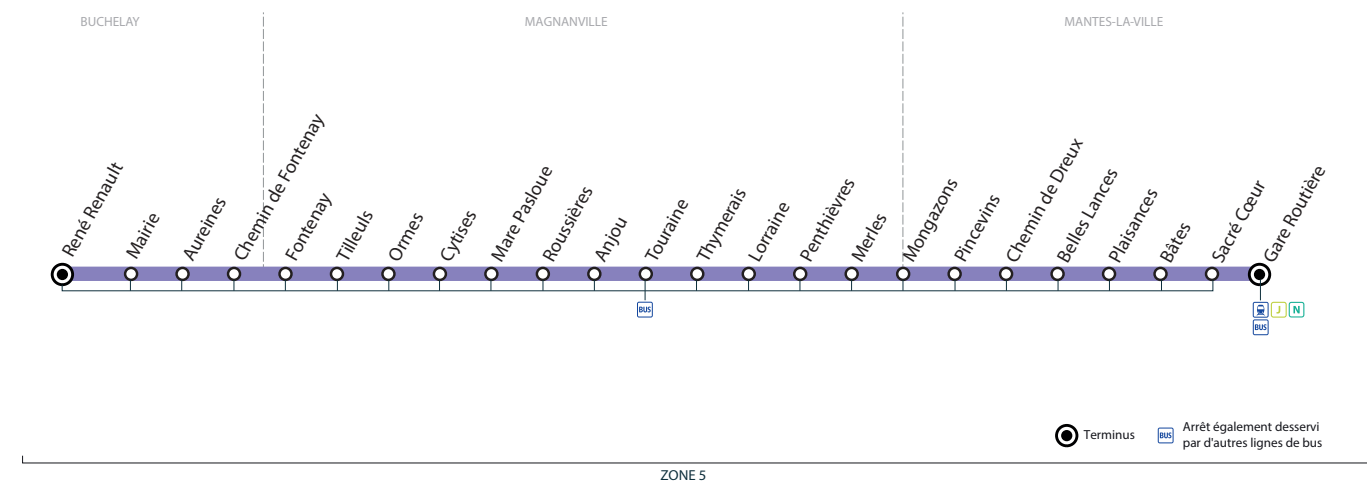 BUCHELAY
MAGNANVILLE
MANTES-LA-VILLE
René Renault
Mairie
Aureines
Chemin de Fontenay
Fontenay
Tilleuls
Ormes
Cytises
Mare Pasloue
Roussières
Anjou
Touraine
Thymerais
Lorraine
Penthièvres
Merles
Mongazons
Pincevins
Chemin de Dreux
Belles Lances
Plaisances
Bâtes
Sacré Cœur
Gare Routière
BUS
J N
BUS
Terminus
BUS
Arrêt également desservi
par d'autres lignes de bus
ZONE 5